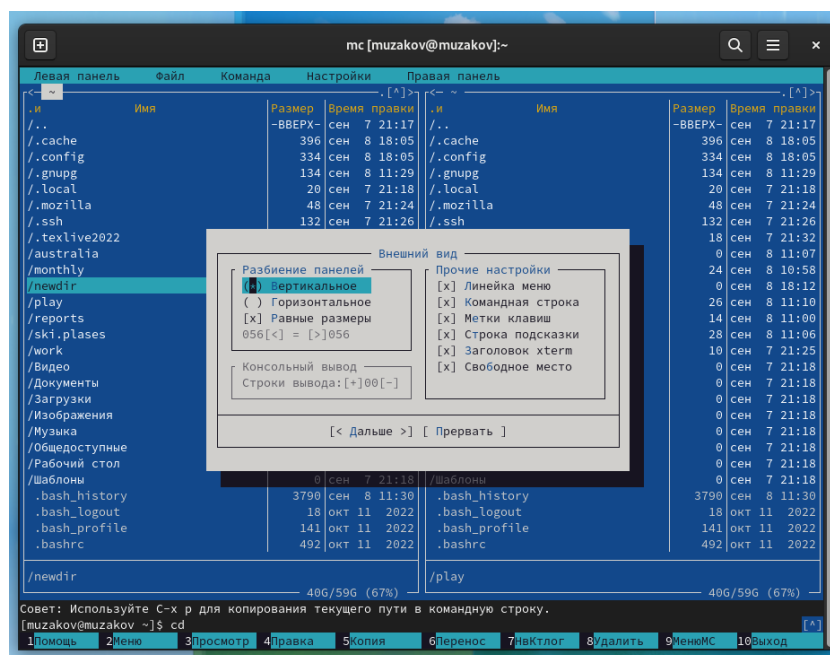 mc [muzakov@muzakov]:~
Левая панель Файл Команда Настройки Правая панель
<— ~ .[^]> <— ~ .[^]>
.и Имя Размер Время правки .и Имя Размер Время правки
/.. -ВВЕРХ- сен 7 21:17 /.. -ВВЕРХ- сен 7 21:17
/.cache 396 сен 8 18:05 /.cache 396 сен 8 18:05
/.config 334 сен 8 18:05 /.config 334 сен 8 18:05
/.gnupg 134 сен 8 11:29 /.gnupg 134 сен 8 11:29
/.local 20 сен 7 21:18 /.local 20 сен 7 21:18
/.mozilla 48 сен 7 21:24 /.mozilla 48 сен 7 21:24
/.ssh 132 сен 7 21:26 /.ssh 132 сен 7 21:26
/.texlive2022 18 сен 7 21:32
/australia Внешний вид 0 сен 8 11:07
/monthly Разбиение панелей Прочие настройки 24 сен 8 10:58
/newdir (*) Вертикальное [x] Линейка меню 0 сен 8 18:12
/play ( ) Горизонтальное [x] Командная строка 26 сен 8 11:10
/reports [x] Равные размеры [x] Метки клавиш 14 сен 8 11:00
/ski.plases 056[<] = [>]056 [x] Строка подсказки 28 сен 8 11:06
/work [x] Заголовок xterm 10 сен 7 21:25
/Видео Консольный вывод [x] Свободное место 0 сен 7 21:18
/Документы Строки вывода:[+]00[-] 0 сен 7 21:18
/Загрузки 0 сен 7 21:18
/Изображения 0 сен 7 21:18
/Музыка [< Дальше >] [ Прервать ] 0 сен 7 21:18
/Общедоступные 0 сен 7 21:18
/Рабочий стол 0 сен 7 21:18
/Шаблоны 0 сен 7 21:18 /Шаблоны 0 сен 7 21:18
.bash_history 3790 сен 8 11:30 .bash_history 3790 сен 8 11:30
.bash_logout 18 окт 11 2022 .bash_logout 18 окт 11 2022
.bash_profile 141 окт 11 2022 .bash_profile 141 окт 11 2022
.bashrc 492 окт 11 2022 .bashrc 492 окт 11 2022
/newdir /play
40G/59G (67%) 40G/59G (67%)
Совет: Используйте C-x p для копирования текущего пути в командную строку.
[muzakov@muzakov ~]$ cd [^]
1Помощь 2Меню 3Просмотр 4Правка 5Копия 6Перенос 7НвКтлог 8Удалить 9МенюMC 10Выход